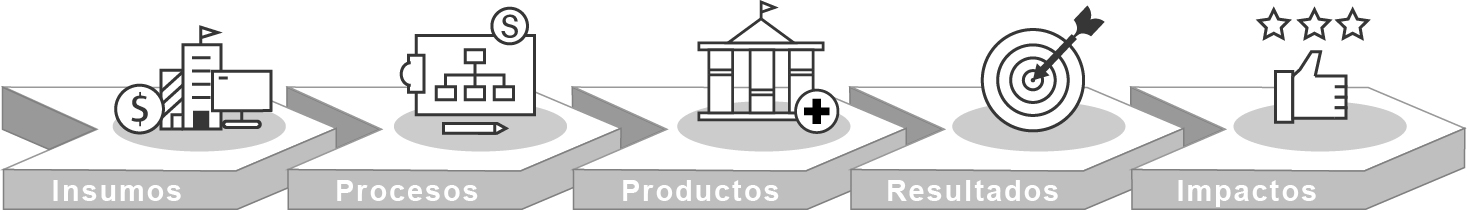 $
S
Insumos
Procesos
Productos
Resultados
Impactos